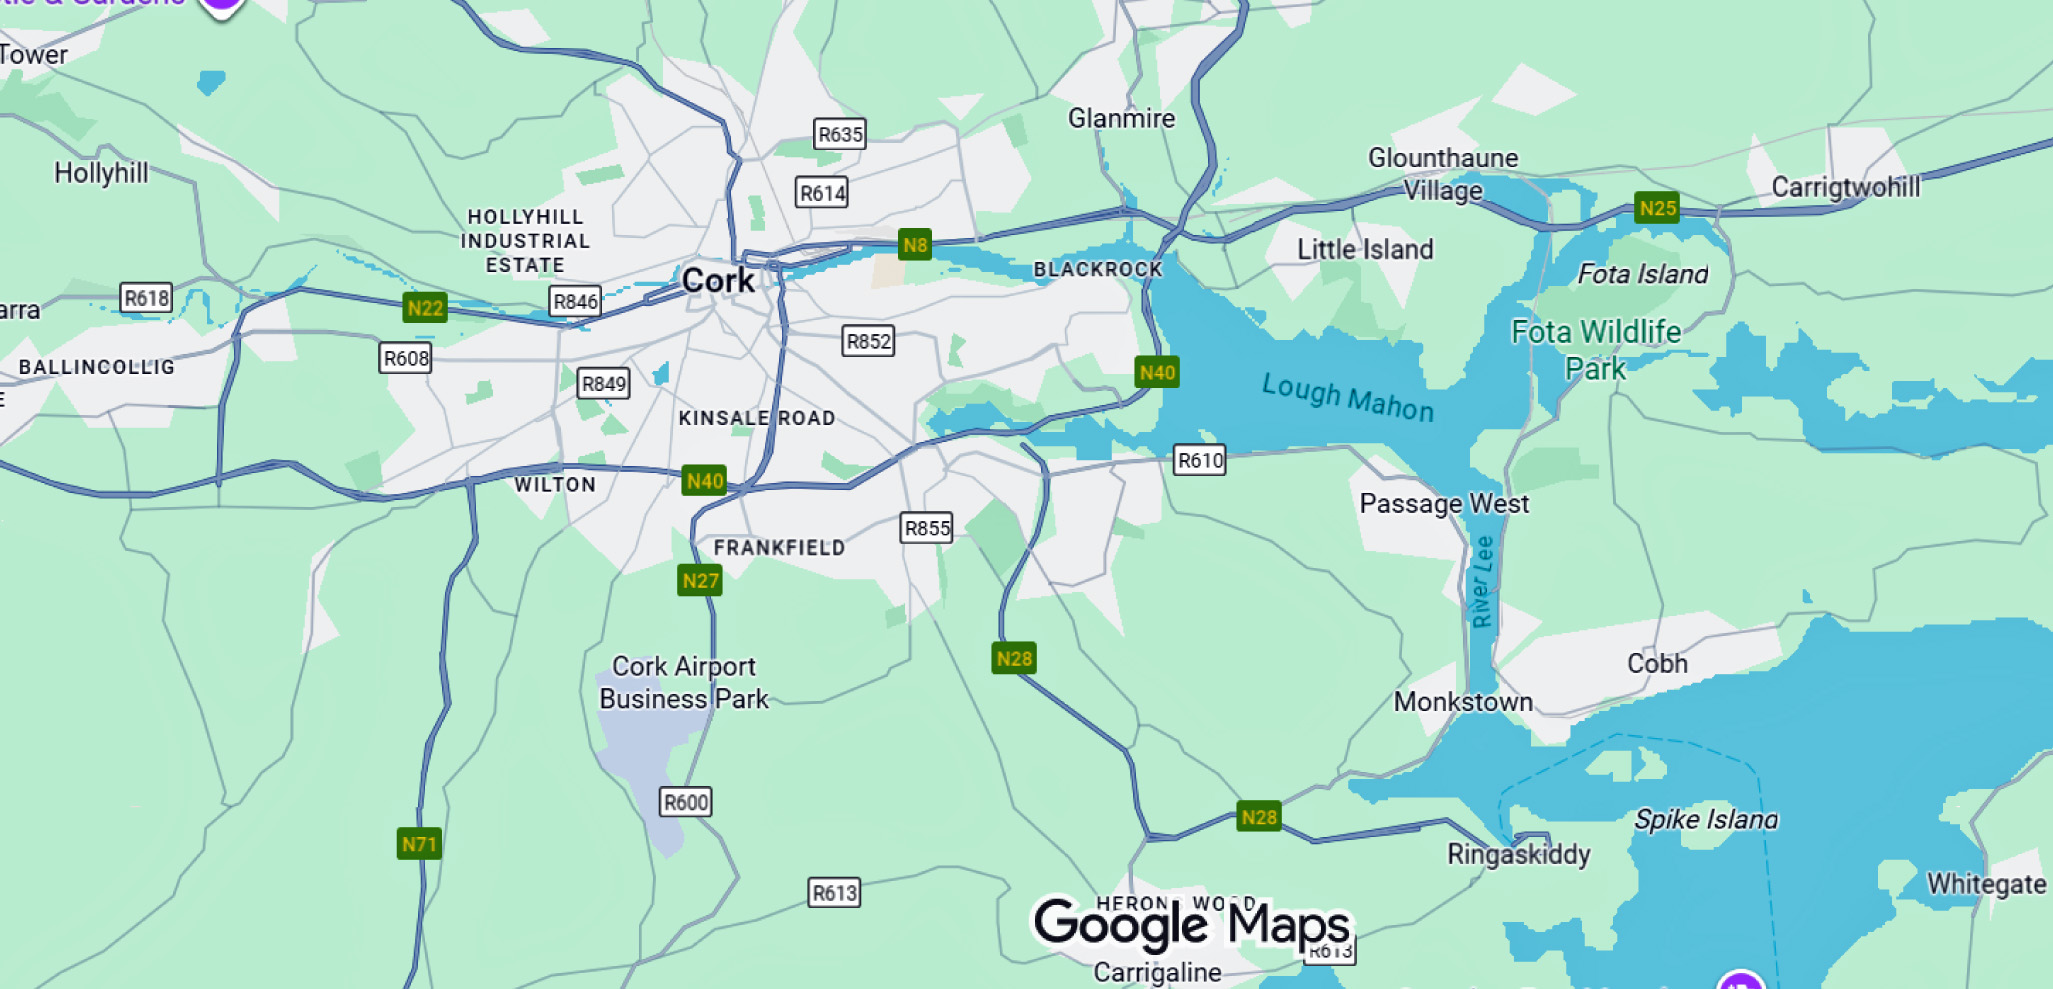 Tower
Glanmire
R635
Glounthaune
Village
Hollyhill
R614
Carrigtwohill
N25
HOLLYHILL
INDUSTRIAL
ESTATE
N8
Little Island
BLACKROCK
Fota Island
Cork
R618
N22
R846
arra
Fota Wildlife
Park
R852
R608
BALLINCOLLIG
R849
N40
Lough Mahon
KINSALE ROAD
R610
N40
WILTON
Passage West
R855
FRANKFIELD
N27
River Lee
N28
Cork Airport
Business Park
Cobh
Monkstown
R600
N28
Spike Island
N71
Ringaskiddy
Whitegate
R613
HERONS WOOD
Google Maps
R613
Carrigaline